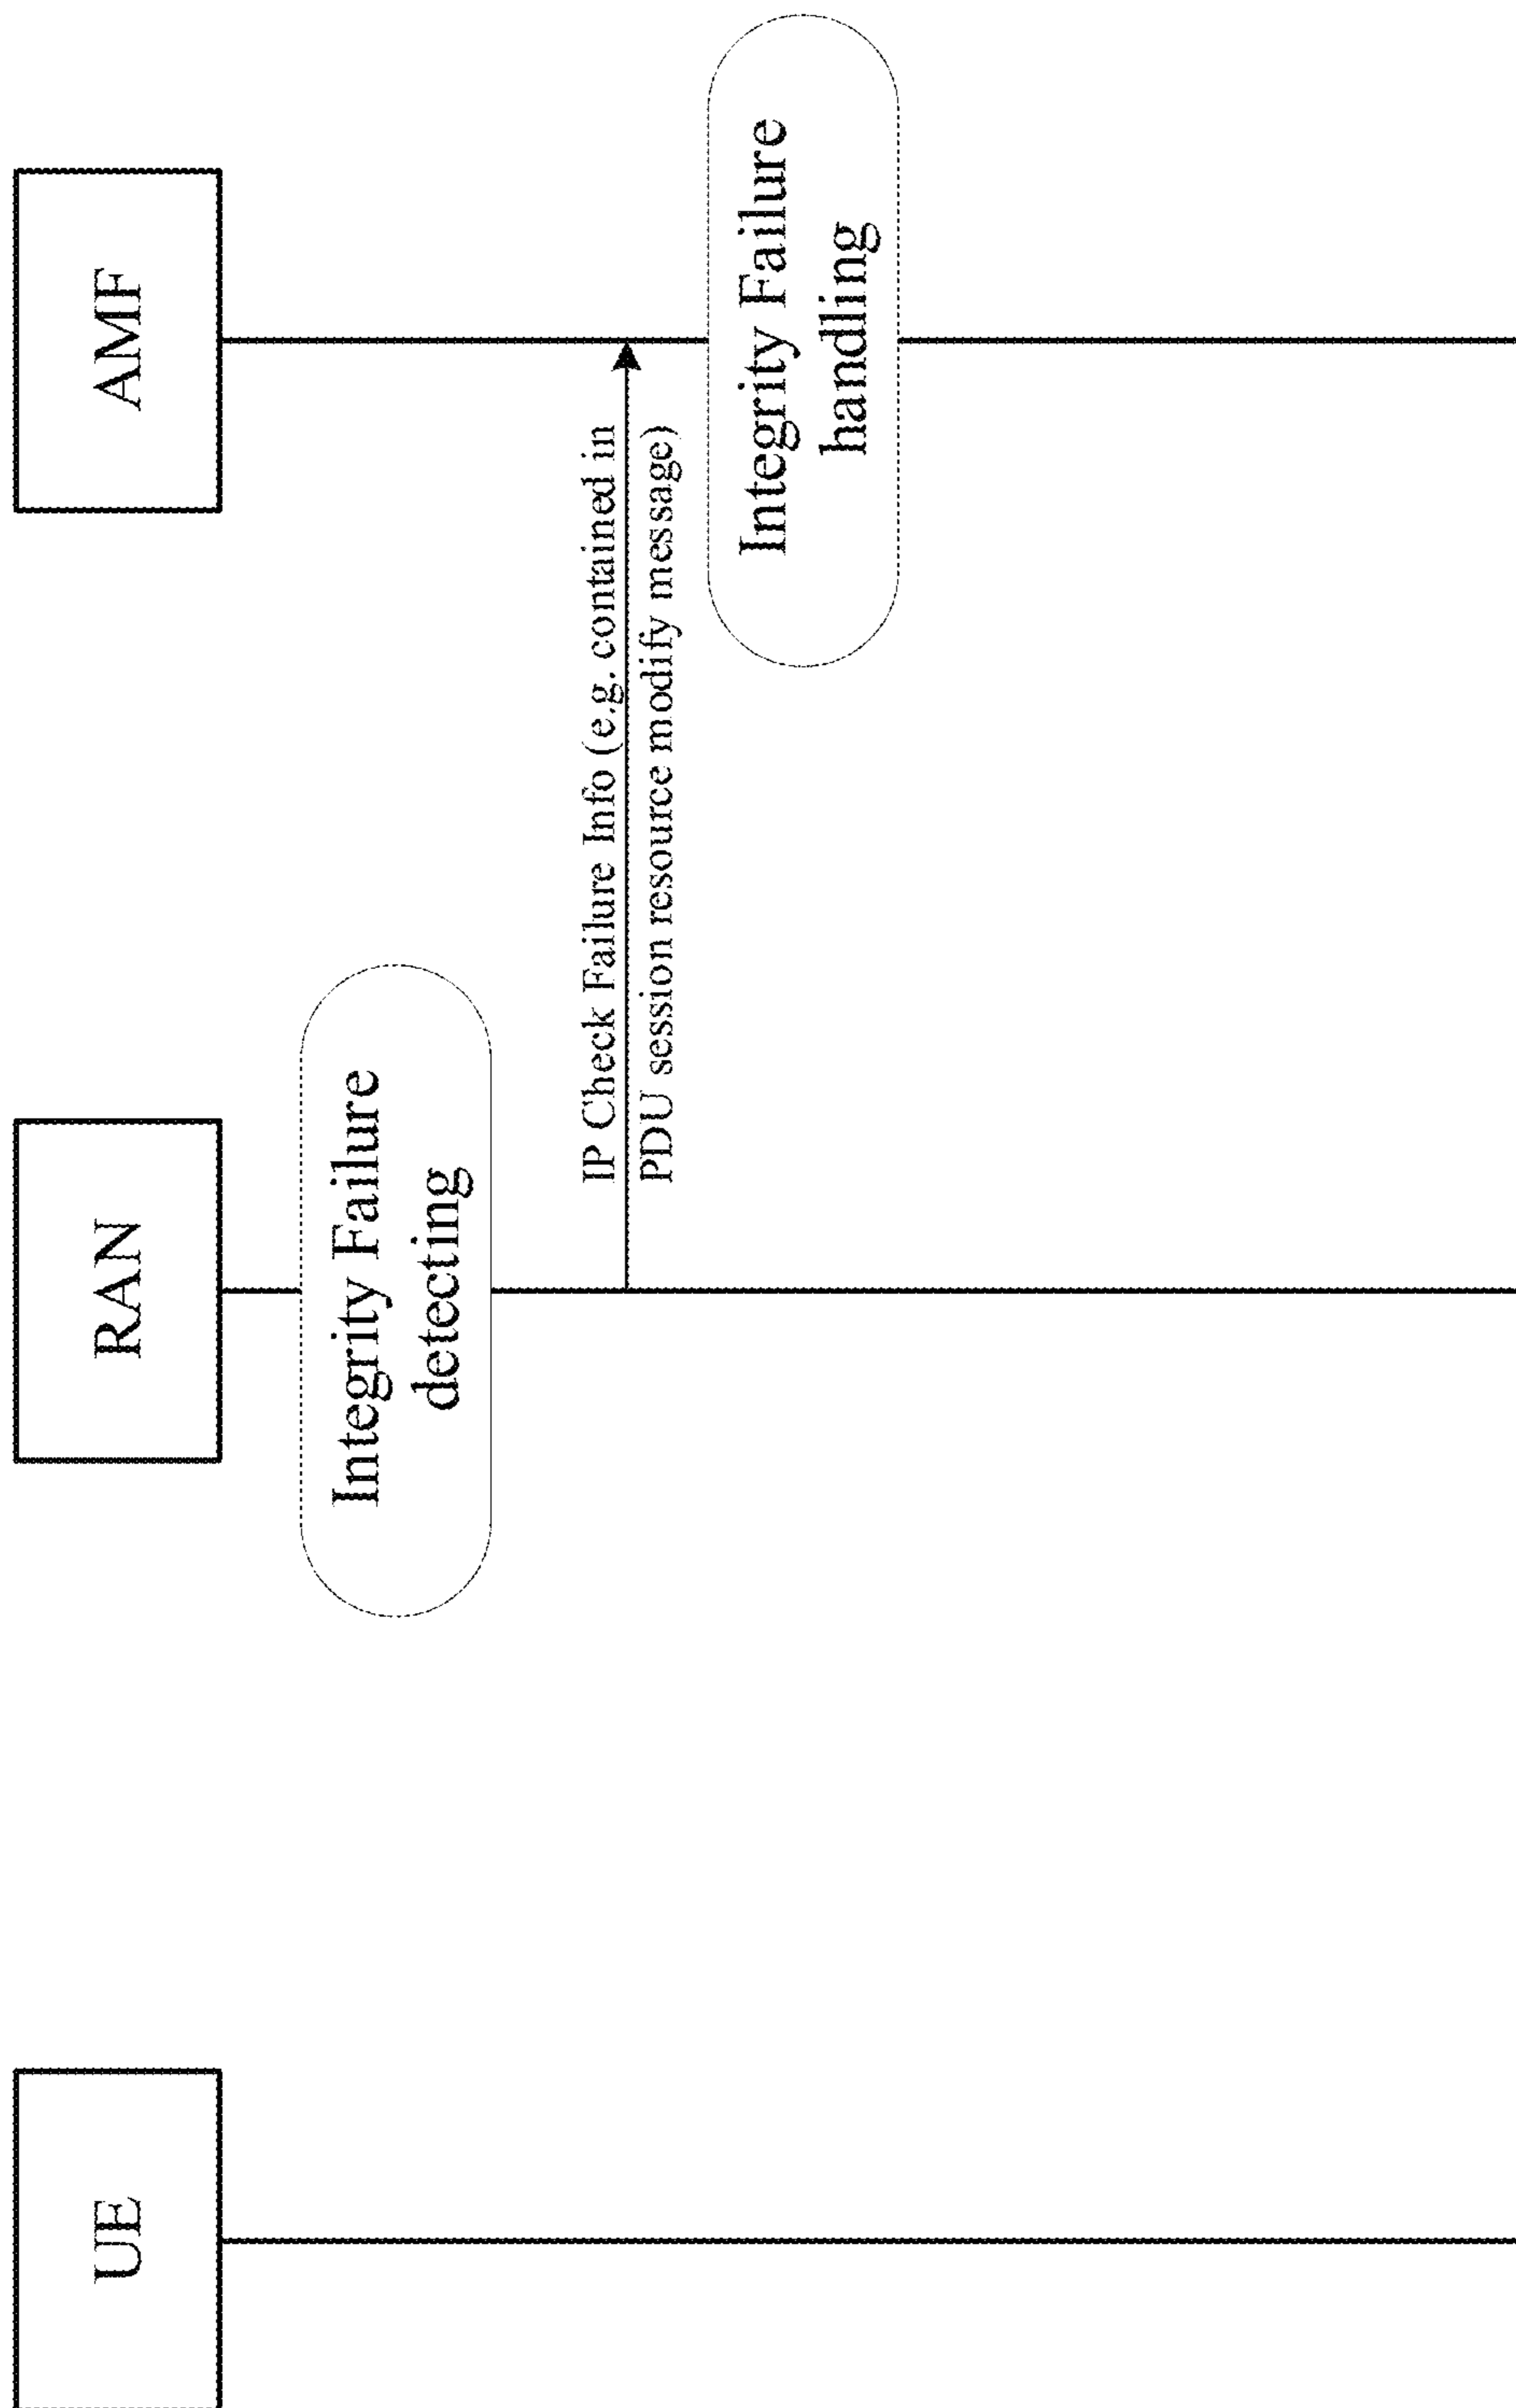 UE
RAN
AMF
Integrity Failure
detecting
IP Check Failure Info (e.g. contained in
PDU session resource modify message)
Integrity Failure
handling